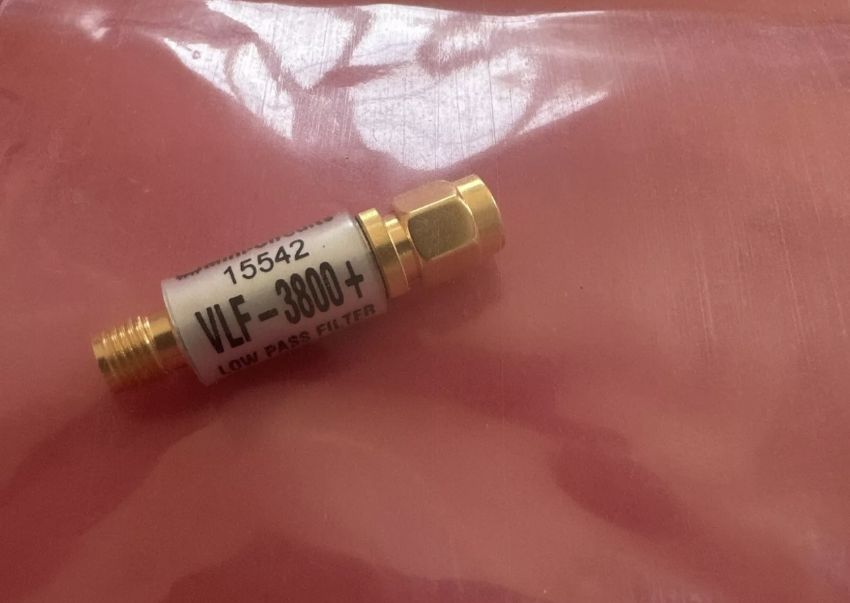 15542
VLF-3800+
LOW PASS FILTER